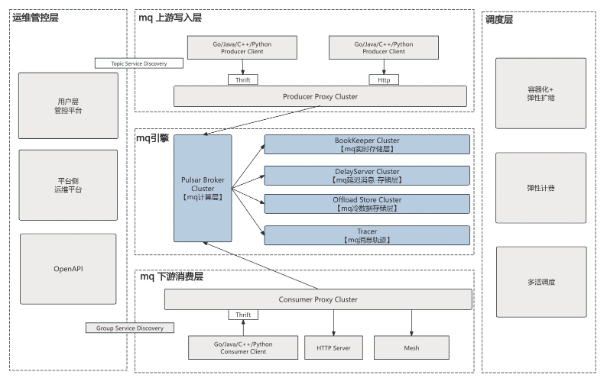 运维管控层
用户层
管控平台
平台侧
运维平台
OpenAPI
mq 上游写入层
Go/Java/C++/Python
Producer Client
Go/Java/C++/Python
Producer Client
Topic Service Discovery
Thrift
Http
Producer Proxy Cluster
mq引擎
Pulsar Broker
Cluster
【mq计算层】
BookKeeper Cluster
【mq实时存储层】
DelayServer Cluster
【mq延迟消息-存储层】
Offload Store Cluster
【mq冷数据存储层】
Tracer
【mq消息轨迹】
mq 下游消费层
Consumer Proxy Cluster
Thrift
Group Service Discovery
Go/Java/C++/Python
Consumer Client
HTTP Server
Mesh
调度层
容器化+
弹性扩缩
弹性计费
多活调度